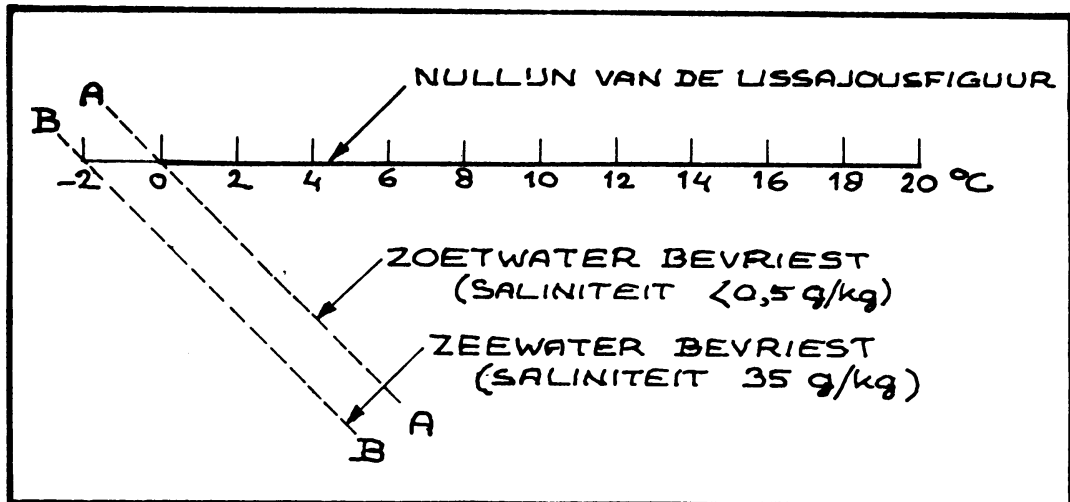 NULLIJN VAN DE LISSAJOUSFIGUUR
A
B
-2 0 2 4 6 8 10 12 14 16 18 20 °C
ZOETWATER BEVRIEST
(SALINITEIT <0,5 g/kg)
ZEEWATER BEVRIEST
(SALINITEIT 35 g/kg)
A
B